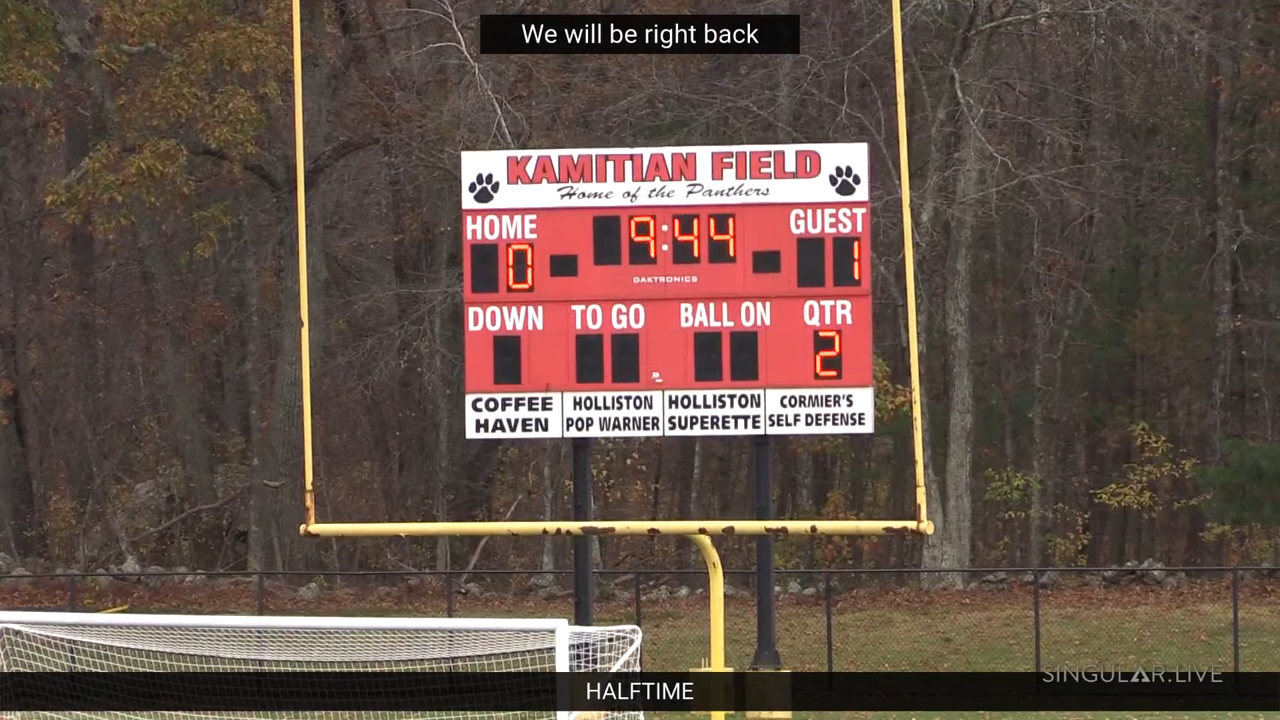 We will be right back
KAMITIAN FIELD
Home of the Panthers
HOME 9:44 GUEST
0 1
DAKTRONICS
DOWN TO GO BALL ON QTR
2
COFFEE HAVEN
HOLLISTON POP WARNER
HOLLISTON SUPERETTE
CORMIER'S SELF DEFENSE
SINGULAR.LIVE
HALFTIME